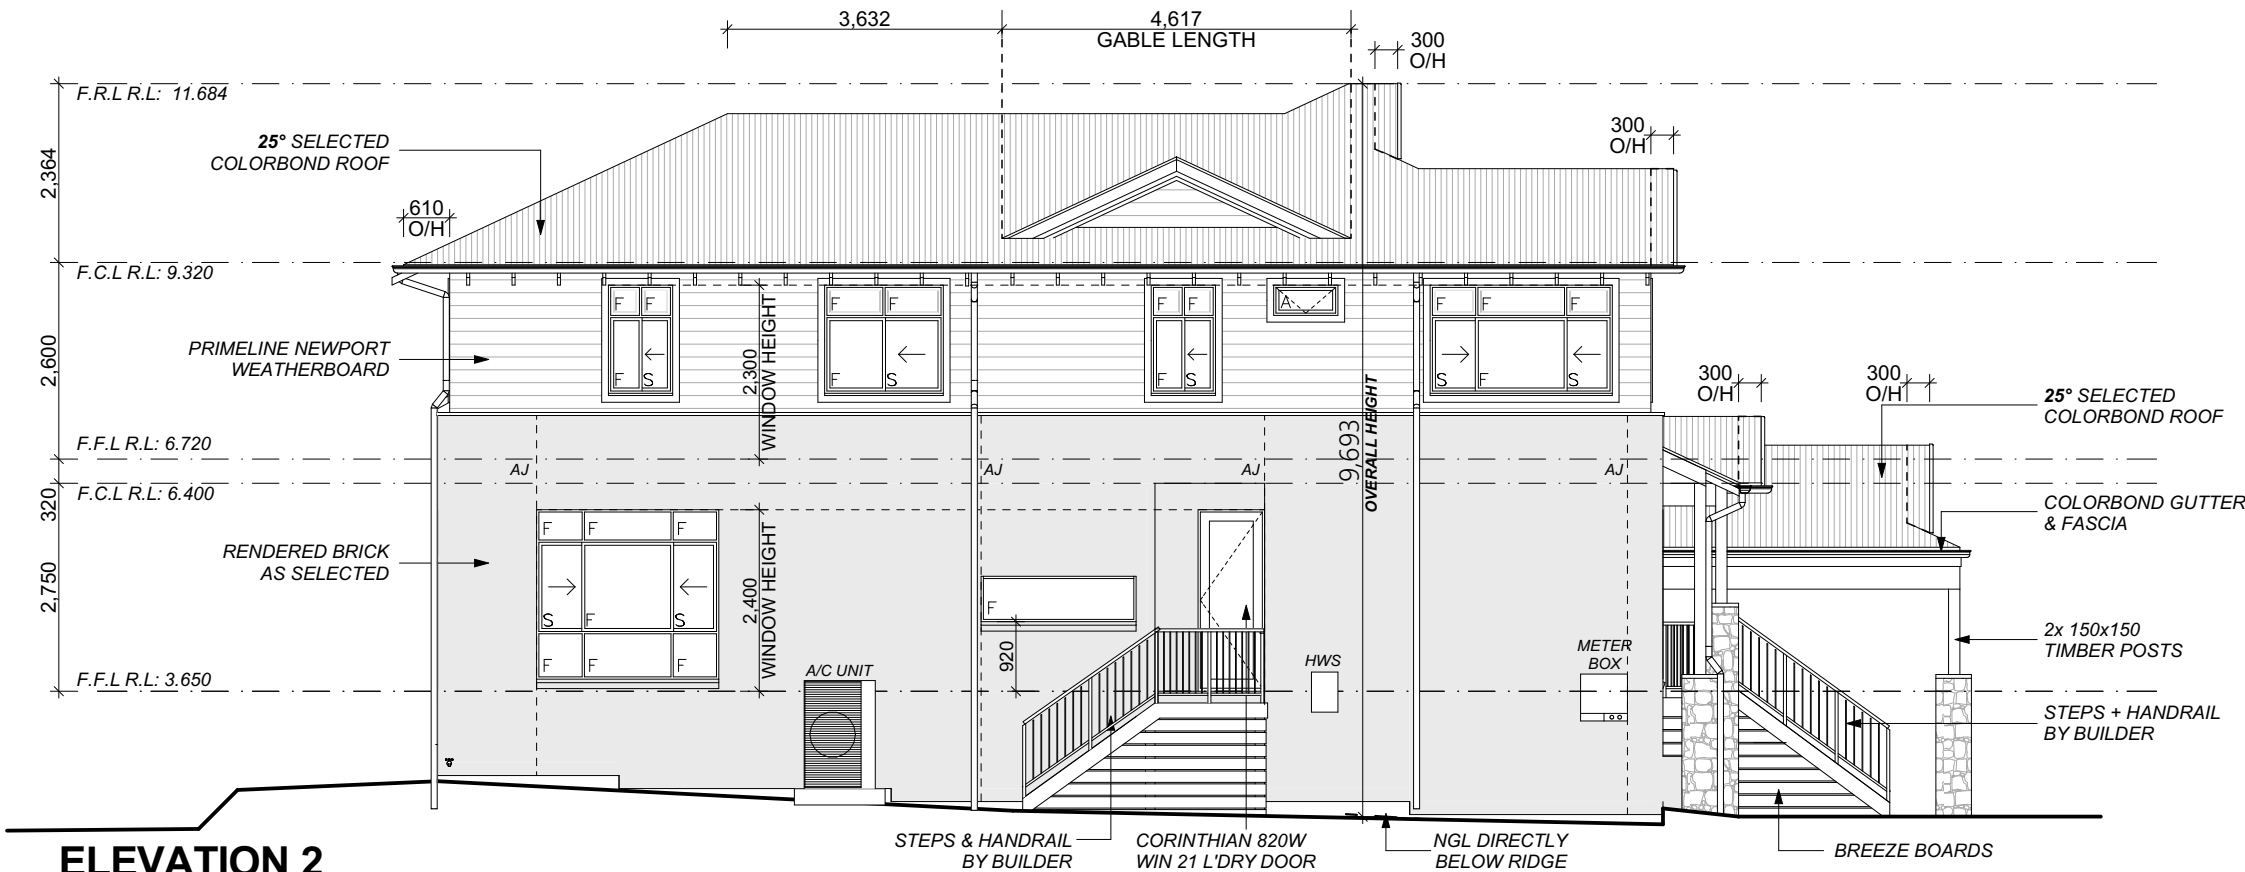 3,632
4,617
GABLE LENGTH
300
O/H
F.R.L R.L: 11.684
25° SELECTED
COLORBOND ROOF
300
O/H
2,364
610
O/H
F.C.L R.L: 9.320
F F
F F
F F
A
F F F
PRIMELINE NEWPORT
WEATHERBOARD
2,600
2,300
WINDOW HEIGHT
F S
F S
F S
S F S
300
O/H
300
O/H
25° SELECTED
COLORBOND ROOF
9,693
OVERALL HEIGHT
F.F.L R.L: 6.720
AJ
AJ
AJ
AJ
320
F.C.L R.L: 6.400
COLORBOND GUTTER
& FASCIA
F F F
RENDERED BRICK
AS SELECTED
2,750
2,400
WINDOW HEIGHT
S F S
F
F F F
920
A/C UNIT
HWS
METER
BOX
2x 150x150
TIMBER POSTS
F.F.L R.L: 3.650
STEPS + HANDRAIL
BY BUILDER
STEPS & HANDRAIL
BY BUILDER
CORINTHIAN 820W
WIN 21 L'DRY DOOR
NGL DIRECTLY
BELOW RIDGE
BREEZE BOARDS
ELEVATION 2